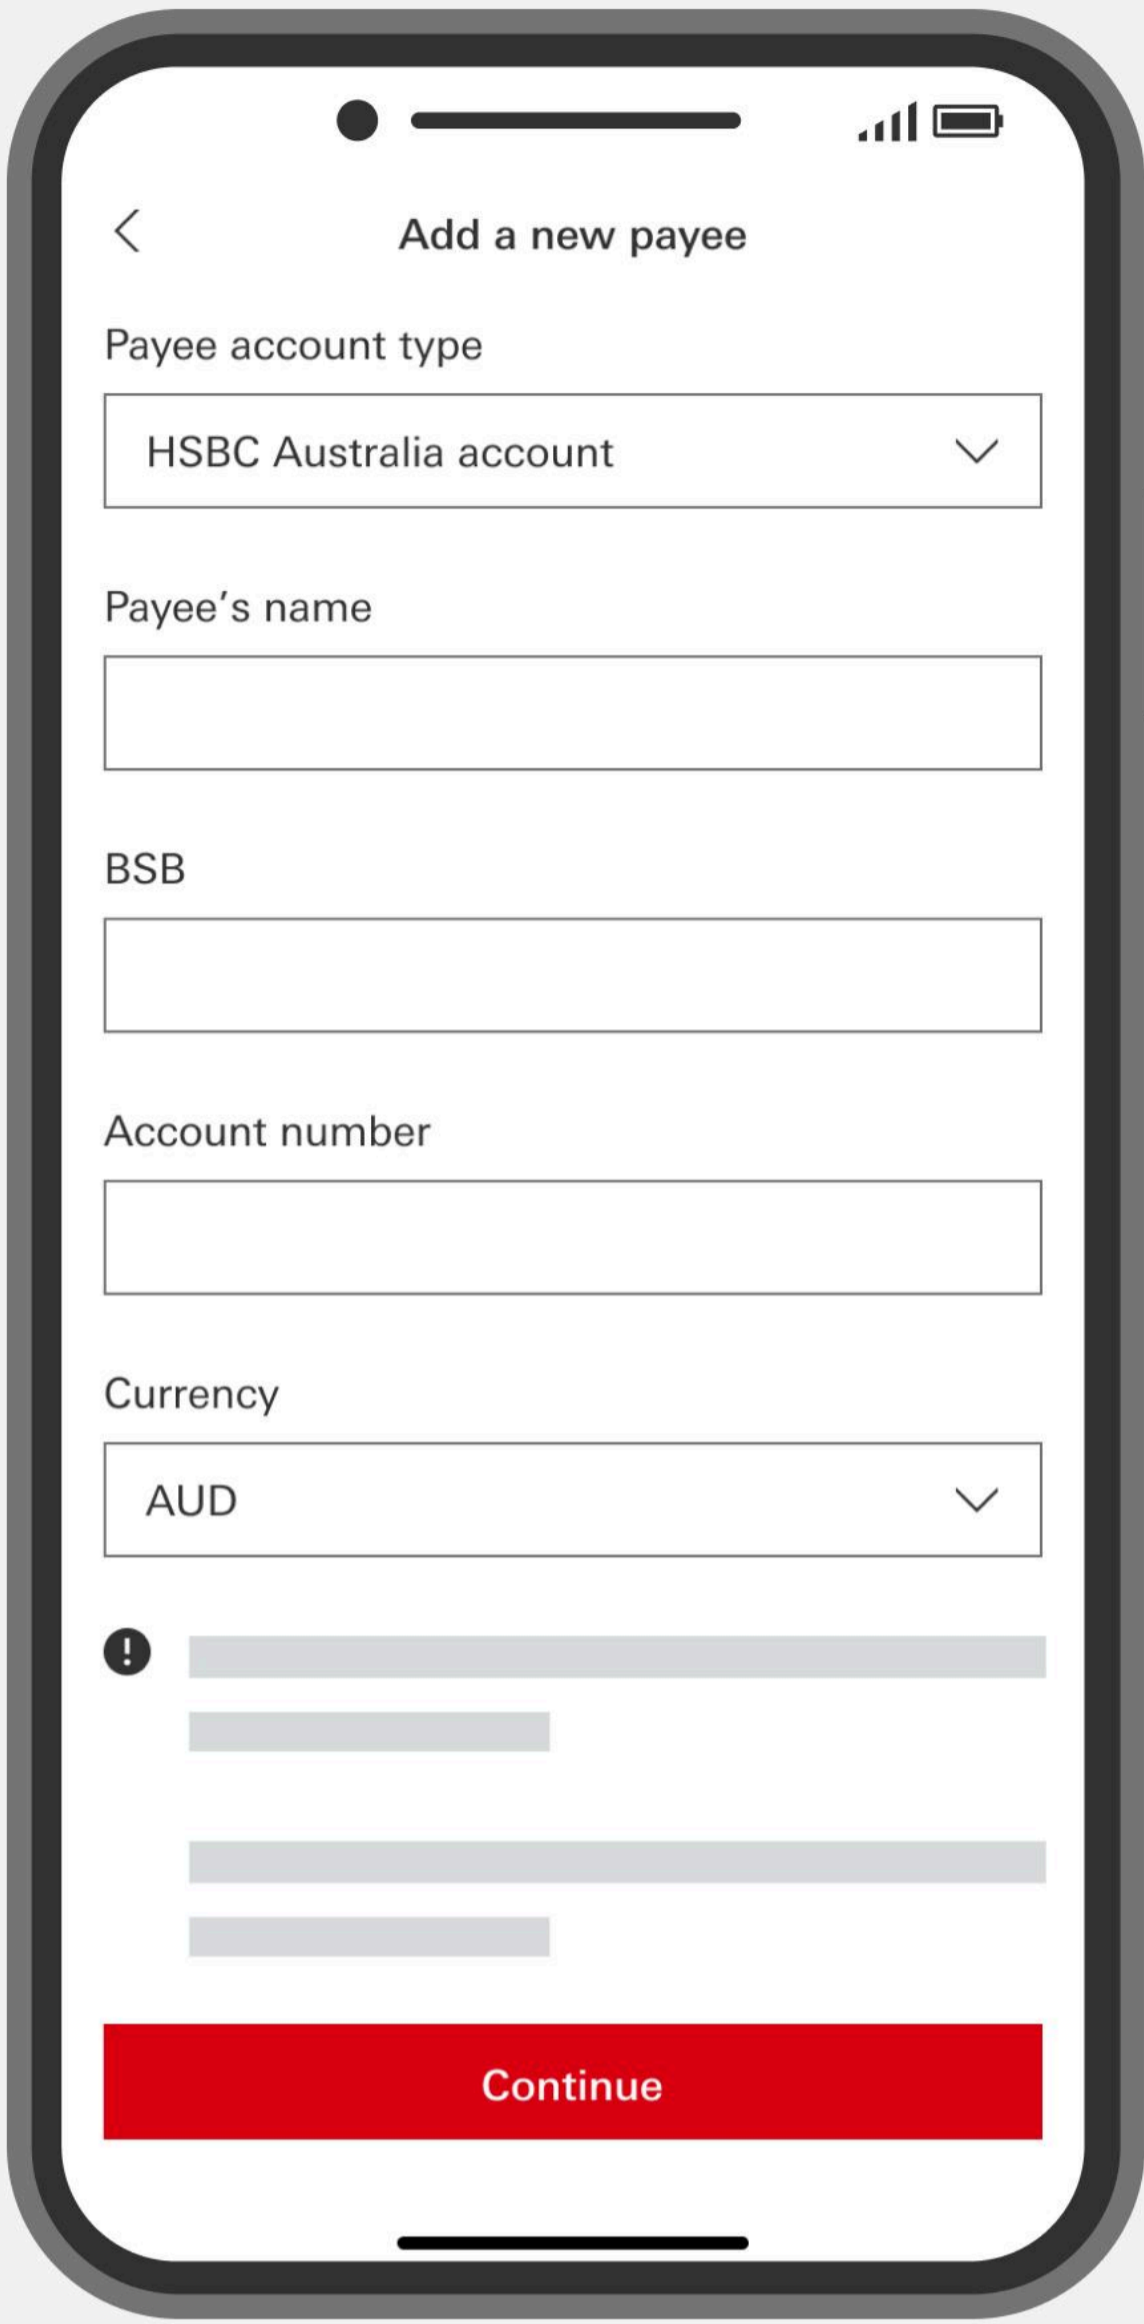 Add a new payee
Payee account type
HSBC Australia account
Payee’s name
BSB
Account number
Currency
AUD
Continue